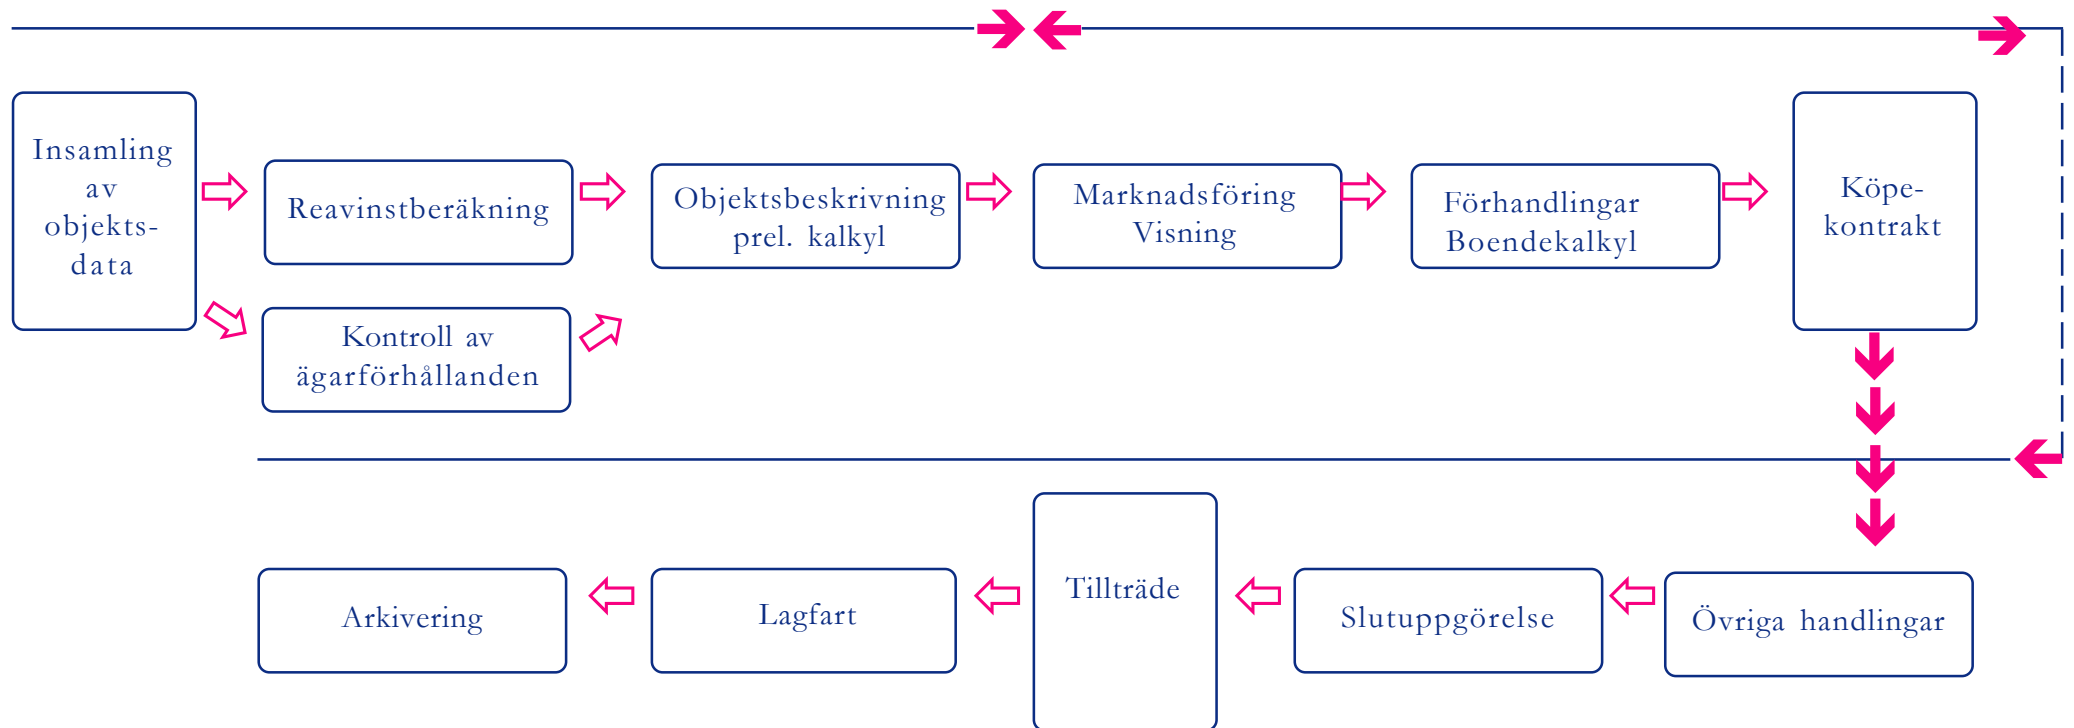 Insamling
av
objekts-
data
Reavinstberäkning
Kontroll av
ägarförhållanden
Objektsbeskrivning
prel. kalkyl
Marknadsföring
Visning
Förhandlingar
Boendekalkyl
Köpe-
kontrakt
Övriga handlingar
Slutuppgörelse
Tillträde
Lagfart
Arkivering